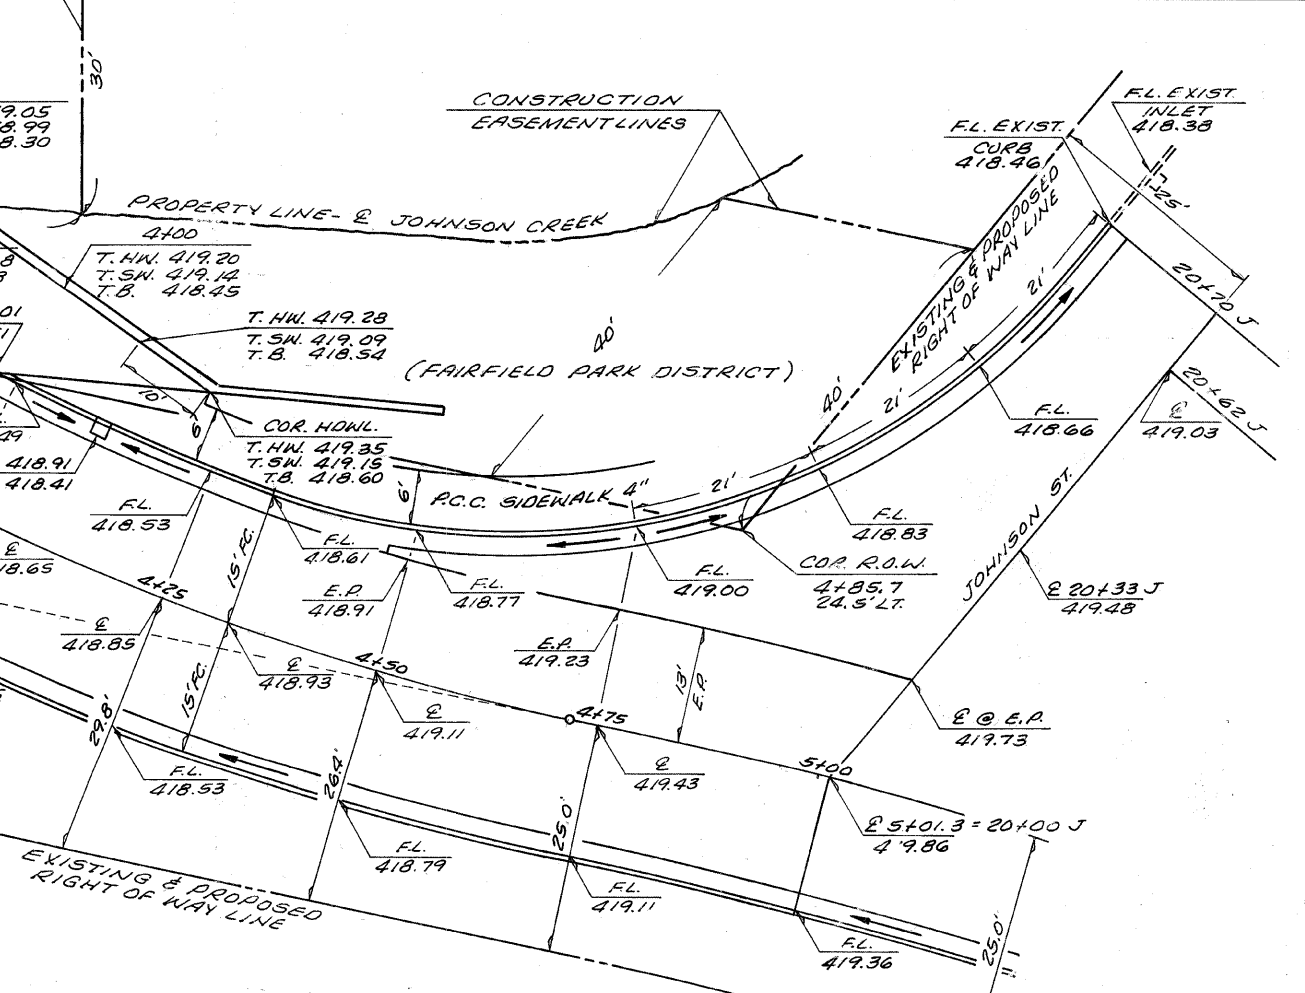 30'
9.05
8.99
8.30
CONSTRUCTION
EASEMENT LINES
F.L. EXIST.
INLET
418.38
F.L. EXIST.
CURB
418.46
25'
PROPERTY LINE - ℄ JOHNSON CREEK
4+00
T. HW. 419.20
T. SW. 419.14
T.B. 418.45
8
3
01
T. HW. 419.28
T. SW. 419.09
T.B. 418.54
40'
(FAIRFIELD PARK DISTRICT)
EXISTING & PROPOSED
RIGHT OF WAY LINE
21'
20+70 J
20+62 J
℄
419.03
40'
21'
F.L.
418.66
10'
6'
49
COR. HDWL.
T. HW. 419.35
T. SW. 419.15
T.B. 418.60
418.91
418.41
F.L.
418.53
6'
P.C.C. SIDEWALK 4"
21'
F.L.
418.83
JOHNSON ST.
℄
18.65
15' F.C.
F.L.
418.61
COR. R.O.W.
4+85.7
24.5' LT.
F.L.
419.00
E.P.
418.91
F.L.
418.77
℄ 20+33 J
419.48
4+25
℄
418.85
E.P.
419.23
℄
418.93
4+50
13'
E.P.
15' F.C.
29.8'
℄
419.11
4+75
℄ @ E.P.
419.73
F.L.
418.53
26.4'
℄
419.43
5+00
25.0'
℄ 5+01.3 = 20+00 J
4 9.86
F.L.
418.79
EXISTING & PROPOSED
RIGHT OF WAY LINE
F.L.
419.11
F.L.
419.36
25.0'